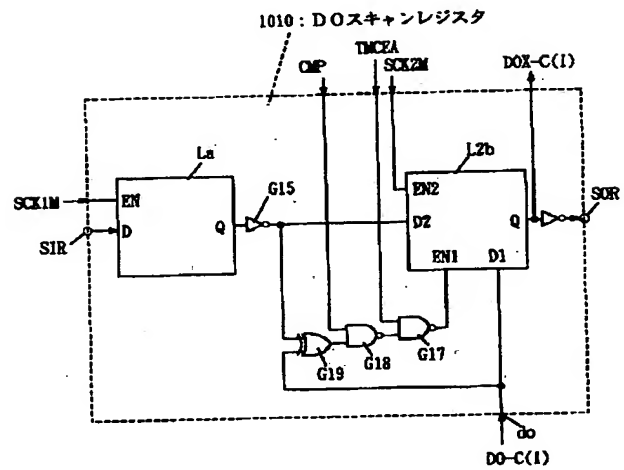 1010：ＤＯスキャンレジスタ
TMCEA
CMP
SCK2M
DOX-C(I)
La
L2b
G15
SCK1M
EN
SIR
D
Q
EN2
D2
Q
SOR
EN1
D1
G19
G18
G17
do
DO-C(I)